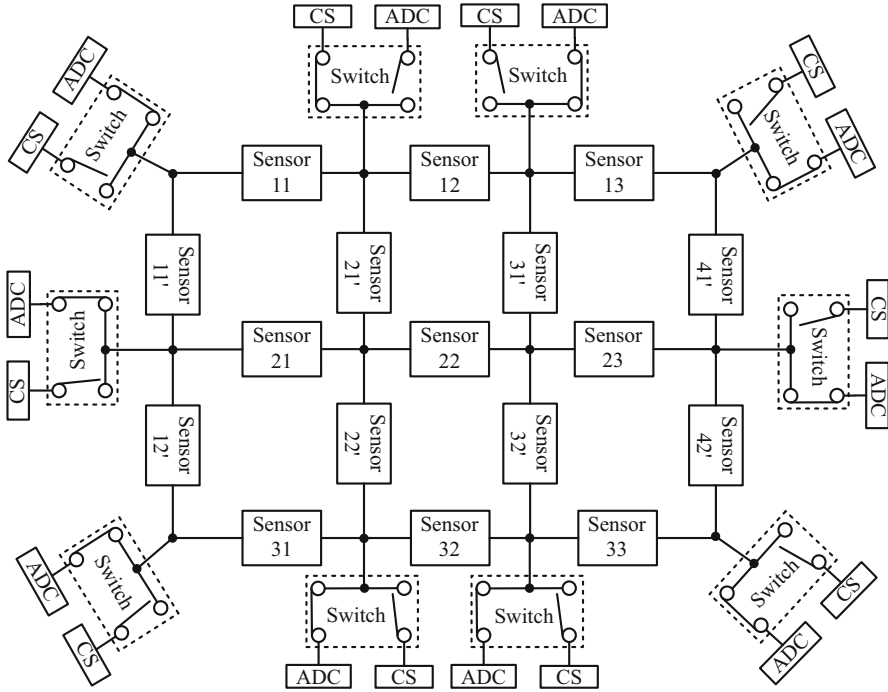 CS
ADC
CS
ADC
Switch
Switch
ADC
CS
Switch
CS
ADC
Switch
Sensor
11
Sensor
12
Sensor
13
Sensor
11'
Sensor
21'
Sensor
31'
Sensor
41'
ADC
CS
Switch
Sensor
21
Sensor
22
Sensor
23
CS
ADC
Switch
Sensor
12'
Sensor
22'
Sensor
32'
Sensor
42'
Sensor
31
Sensor
32
Sensor
33
ADC
CS
Switch
Switch
Switch
Switch
CS
ADC
ADC
CS
ADC
CS